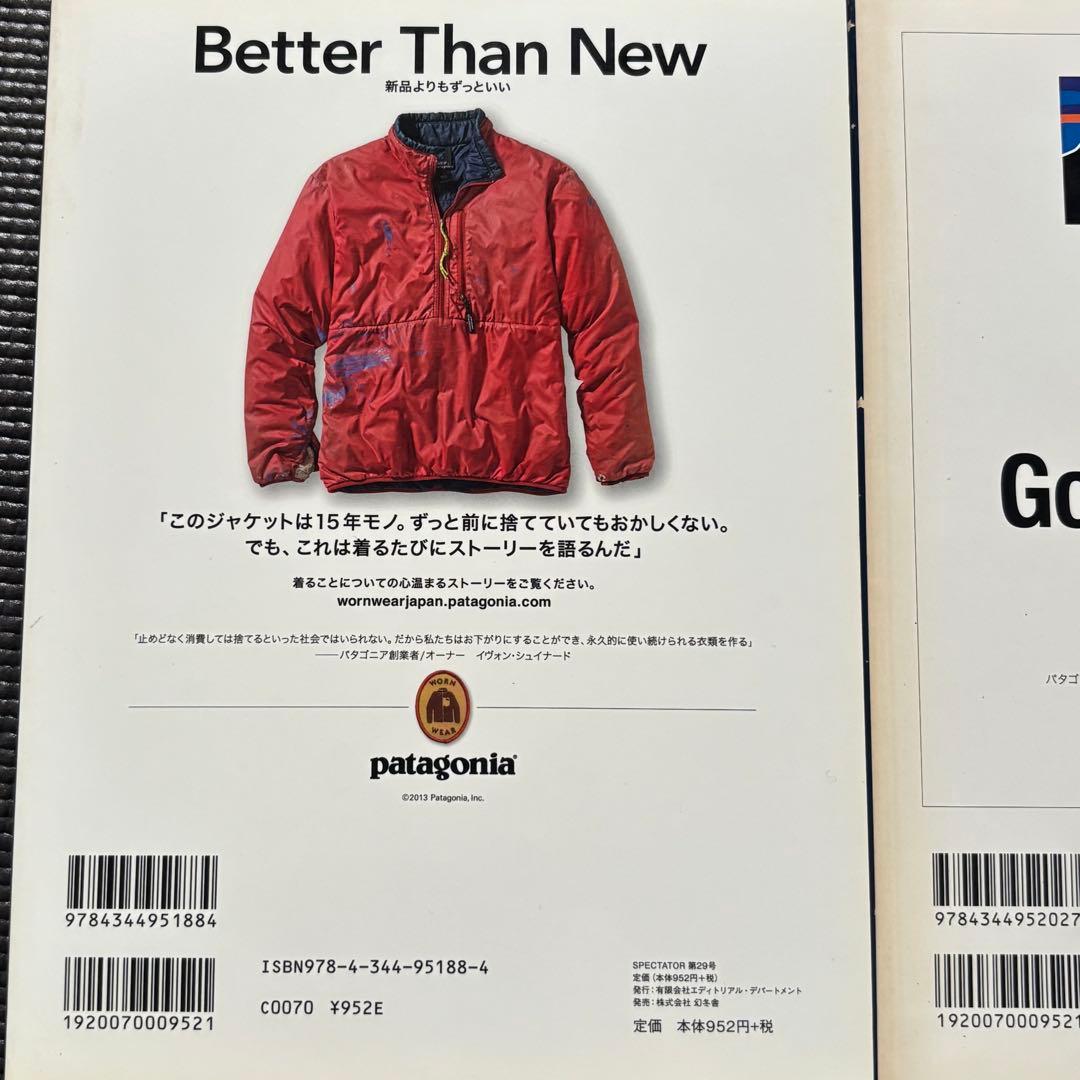 Better Than New
新品よりもずっといい
「このジャケットは15年モノ。ずっと前に捨てていてもおかしくない。
でも、これは着るたびにストーリーを語るんだ」
着ることについての心温まるストーリーをご覧ください。
wornwearjapan.patagonia.com
「止めどなく消費しては捨てるといった社会ではいられない。だから私たちはお下がりにすることができ、永久的に使い続けられる衣類を作る」
——パタゴニア創業者/オーナー イヴォン・シュイナード
WORN
WEAR
patagonia®
©2013 Patagonia, Inc.
9784344951884
ISBN978-4-344-95188-4
C0070 ¥952E
1920070009521
SPECTATOR 第29号
定価（本体952円+税）
発行：有限会社エディトリアル・デパートメント
発売：株式会社 幻冬舎
定価 本体952円+税
Go
パタゴ
9784344952027
1920070009521